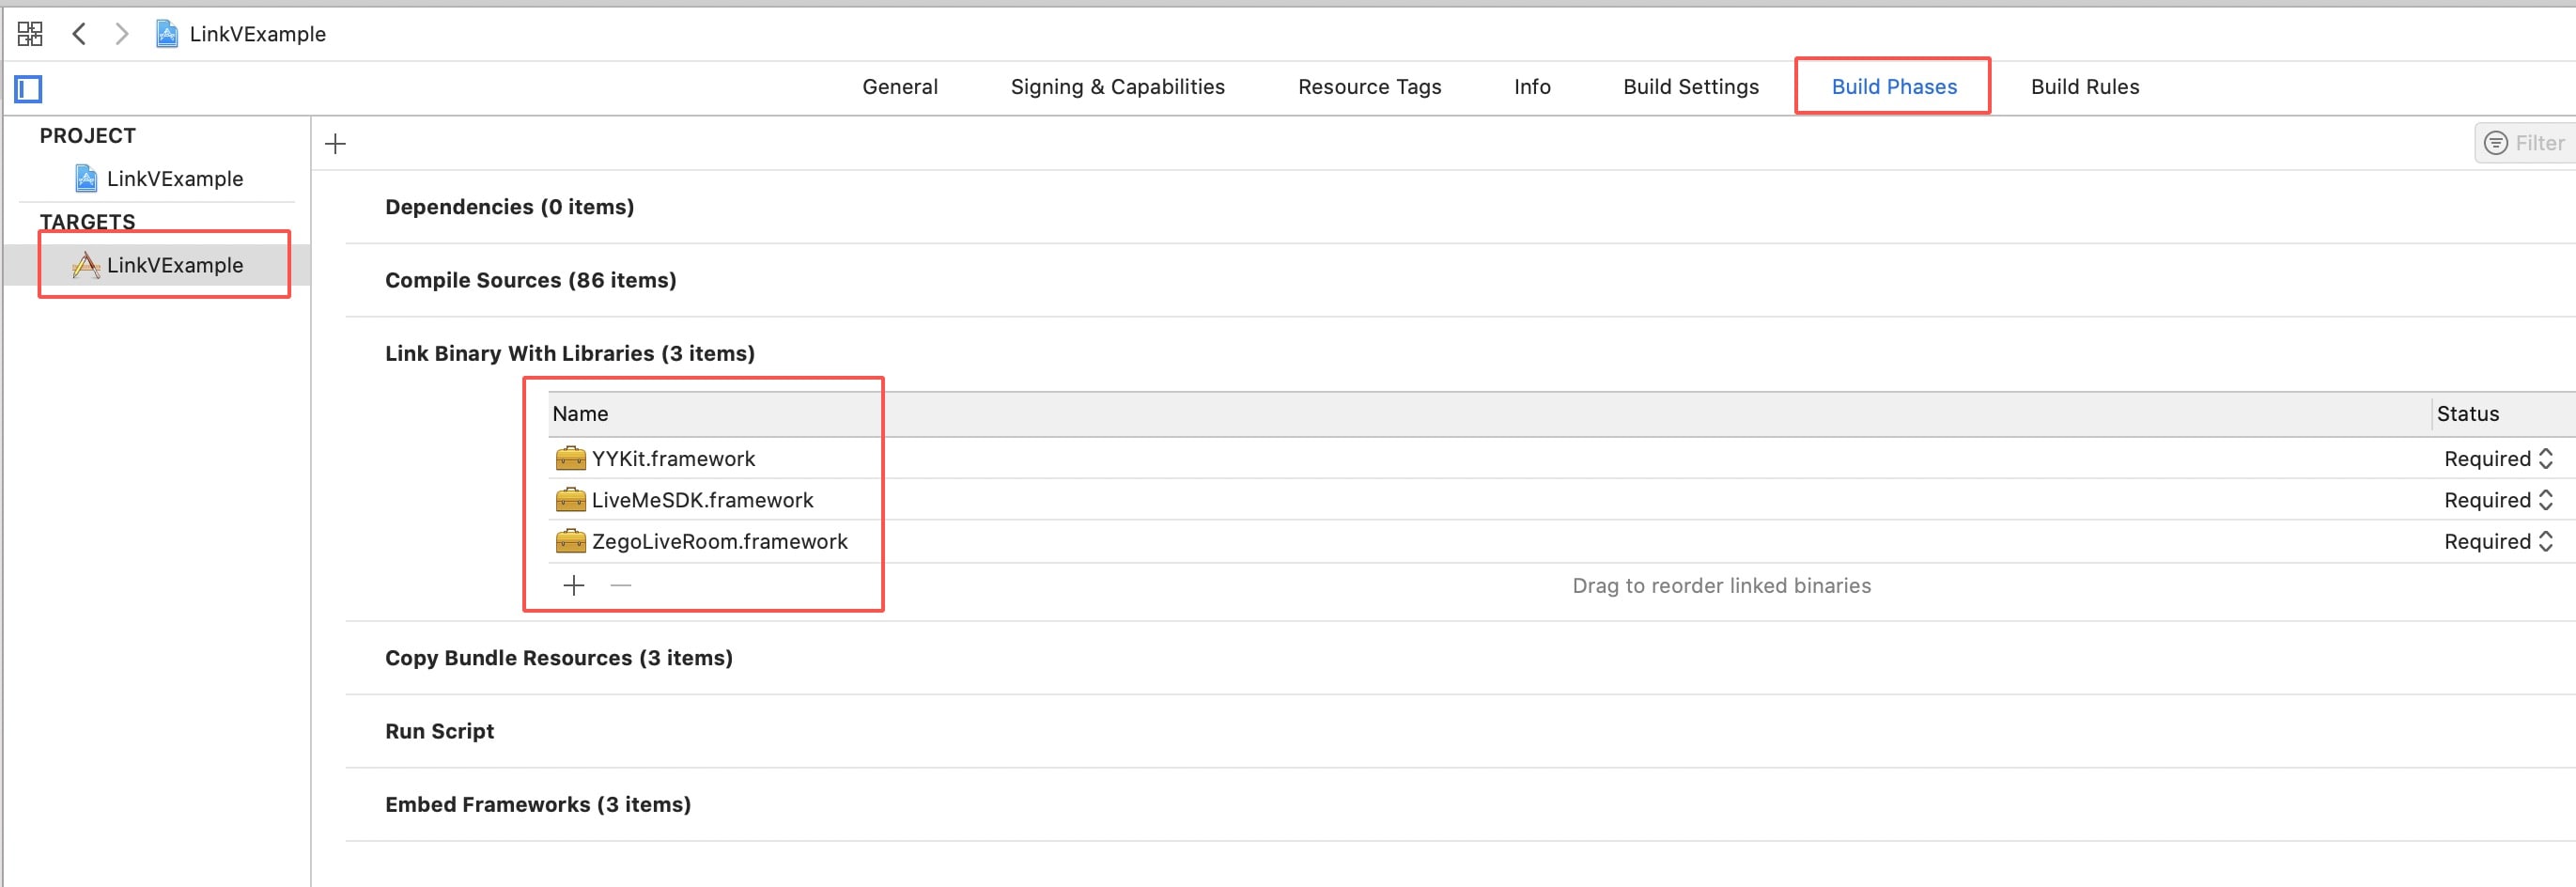 LinkVExample
General Signing & Capabilities Resource Tags Info Build Settings Build Phases Build Rules
PROJECT
LinkVExample
TARGETS
LinkVExample
Filter
Dependencies (0 items)
Compile Sources (86 items)
Link Binary With Libraries (3 items)
Name Status
YYKit.framework Required
LiveMeSDK.framework Required
ZegoLiveRoom.framework Required
Drag to reorder linked binaries
Copy Bundle Resources (3 items)
Run Script
Embed Frameworks (3 items)